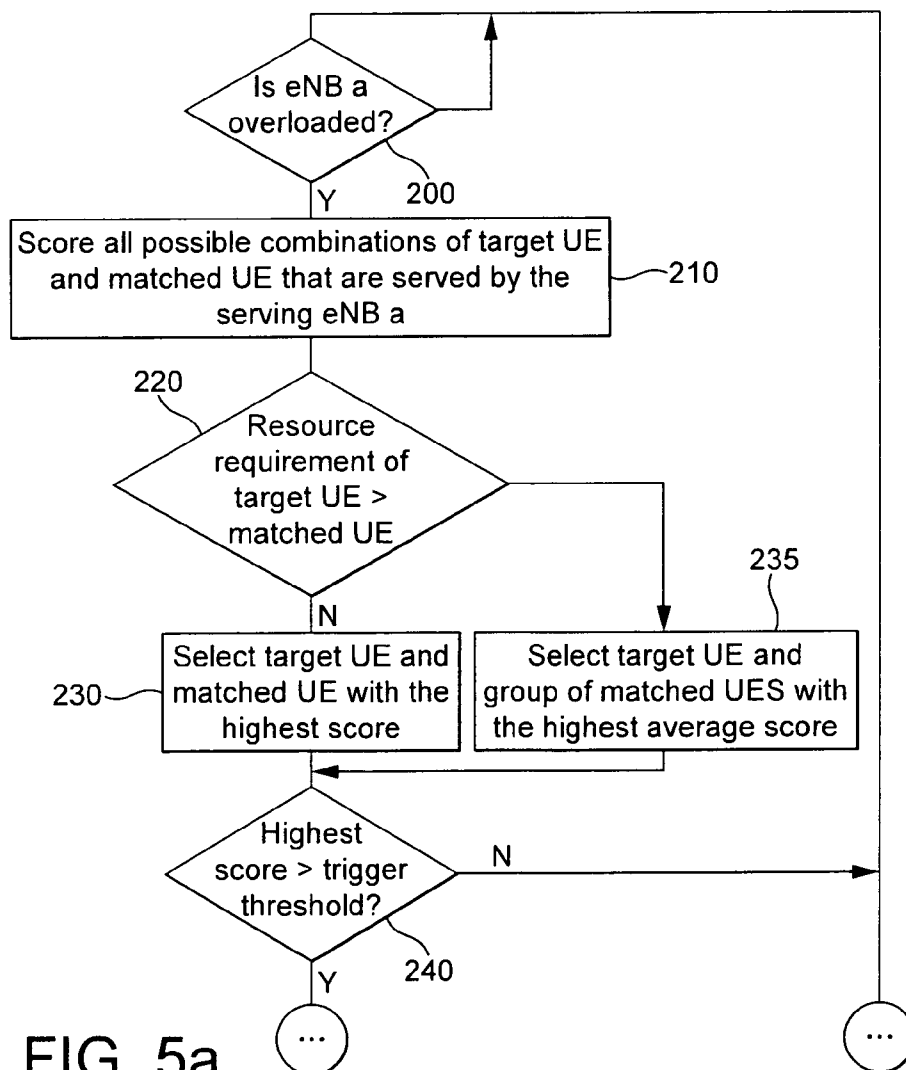 Is eNB a
overloaded?
200
Y
Score all possible combinations of target UE
and matched UE that are served by the
serving eNB a
210
220
Resource
requirement of
target UE >
matched UE
N
235
230
Select target UE and
matched UE with the
highest score
Select target UE and
group of matched UES with
the highest average score
Highest
score > trigger
threshold?
N
240
Y
...
...
FIG. 5a